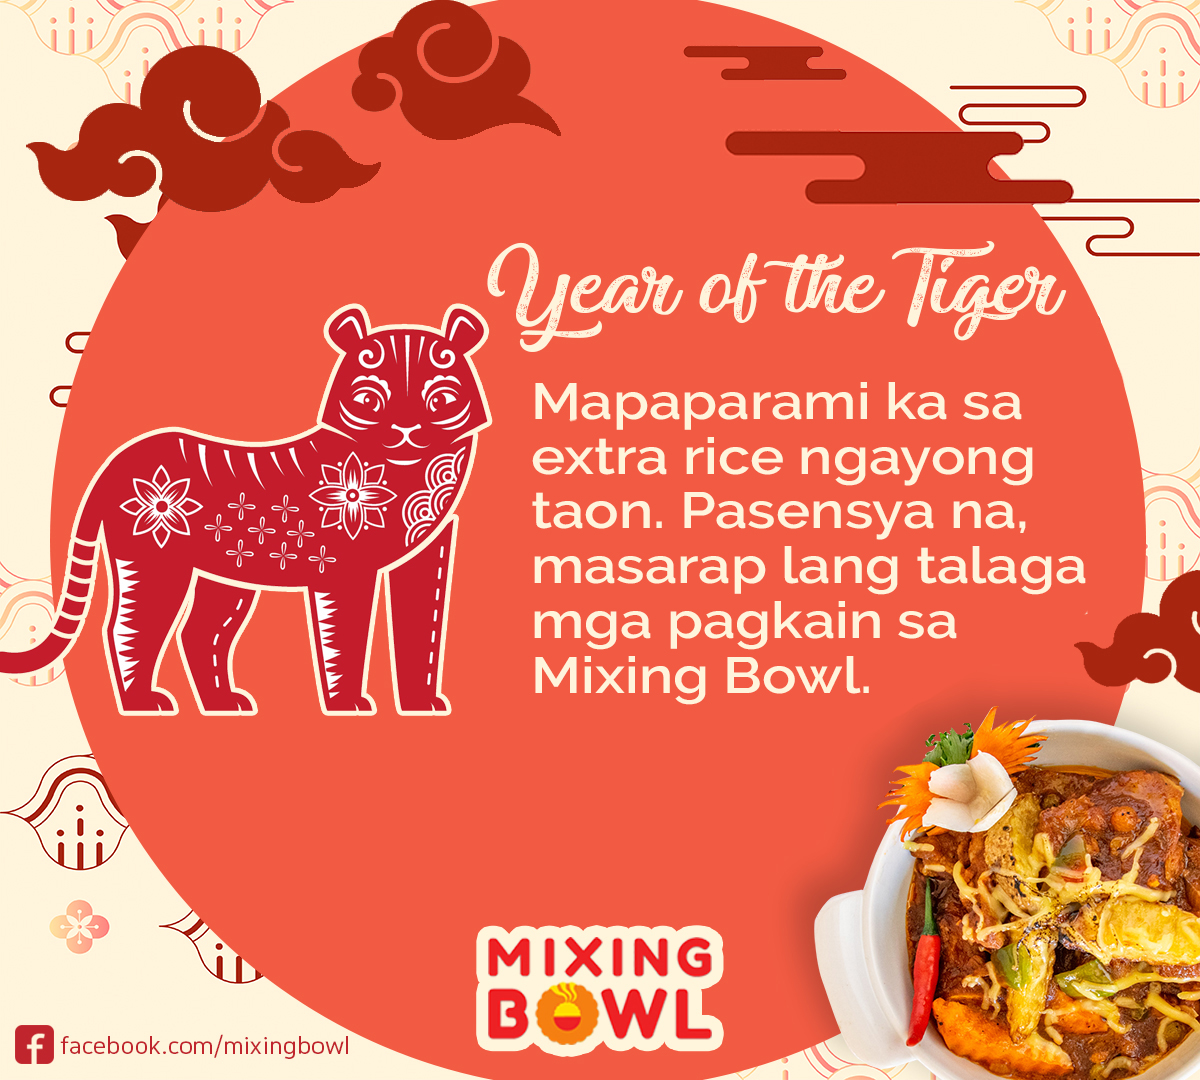 Year of the Tiger
Mapaparami ka sa
extra rice ngayong
taon. Pasensya na,
masarap lang talaga
mga pagkain sa
Mixing Bowl.
MIXING
BOWL
facebook.com/mixingbowl